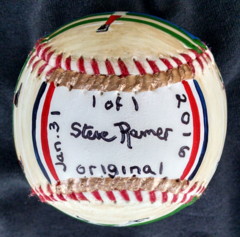 1 of 1
Jan. 31
Steve Ramer
2016
original